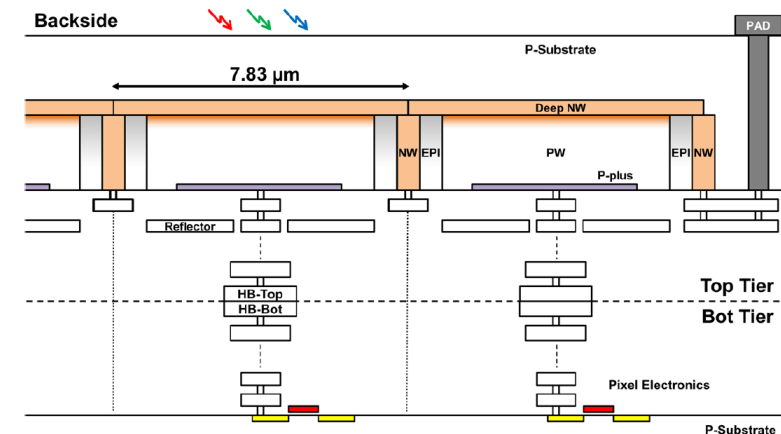 Backside
PAD
P-Substrate
7.83 µm
Deep NW
NW EPI PW EPI NW
P-plus
Reflector
HB-Top
HB-Bot
Top Tier
Bot Tier
Pixel Electronics
P-Substrate